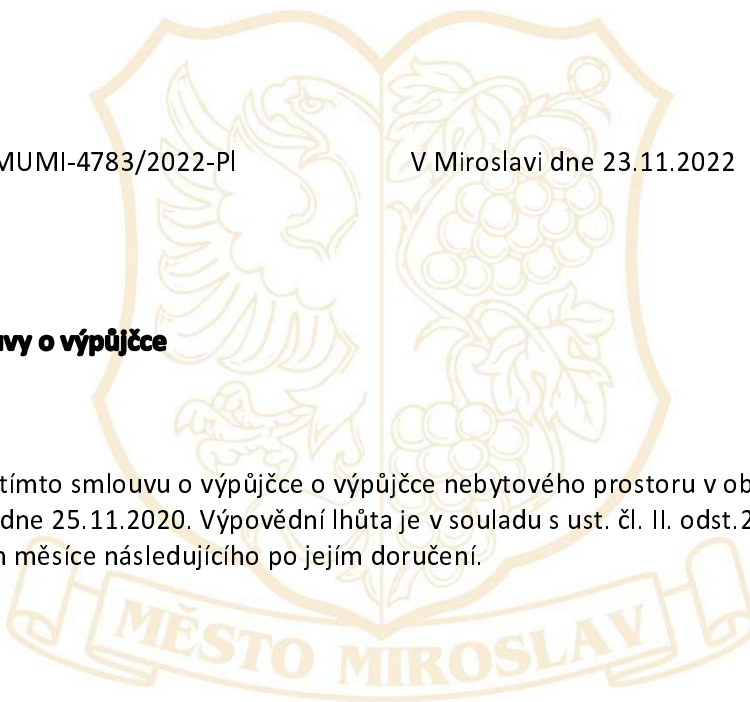 MUMI-4783/2022-Pl V Miroslavi dne 23.11.2022
o výpůjčce
tímto smlouvu o výpůjčce o výpůjčce nebytového prostoru v ob
dne 25.11.2020. Výpovědní lhůta je v souladu s ust. čl. II. odst.2
měsíce následujícího po jejím doručení.
MĚSTO MIROSLAV